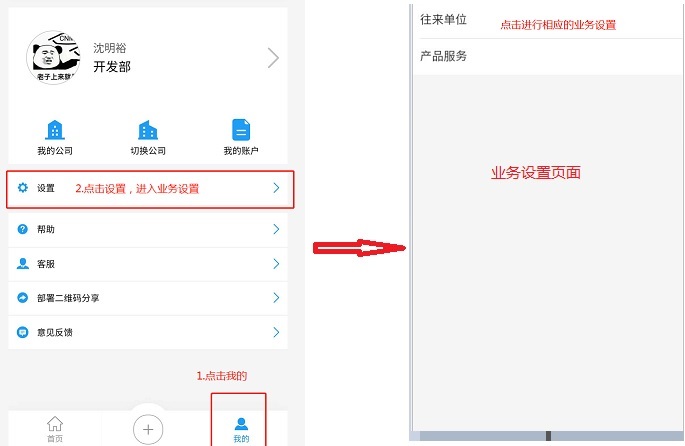 CNM
老子上来就是
沈明裕
开发部
我的公司
切换公司
我的账户
设置
2.点击设置，进入业务设置
帮助
客服
部署二维码分享
意见反馈
1.点击我的
首页
我的
往来单位
点击进行相应的业务设置
产品服务
业务设置页面